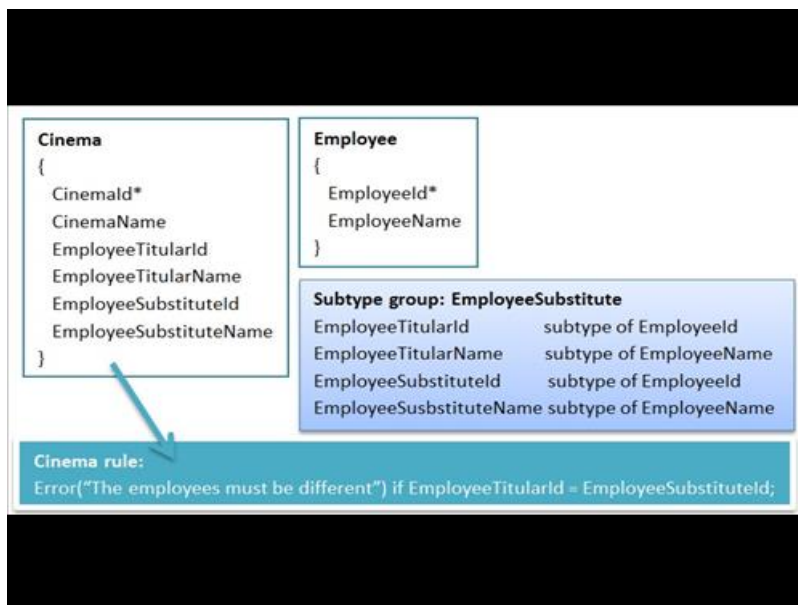 Cinema
{
CinemaId*
CinemaName
EmployeeTitularId
EmployeeTitularName
EmployeeSubstituteId
EmployeeSubstituteName
}
Employee
{
EmployeeId*
EmployeeName
}
Subtype group: EmployeeSubstitute
EmployeeTitularId subtype of EmployeeId
EmployeeTitularName subtype of EmployeeName
EmployeeSubstituteId subtype of EmployeeId
EmployeeSusbstituteName subtype of EmployeeName
Cinema rule:
Error(“The employees must be different”) if EmployeeTitularId = EmployeeSubstituteId;